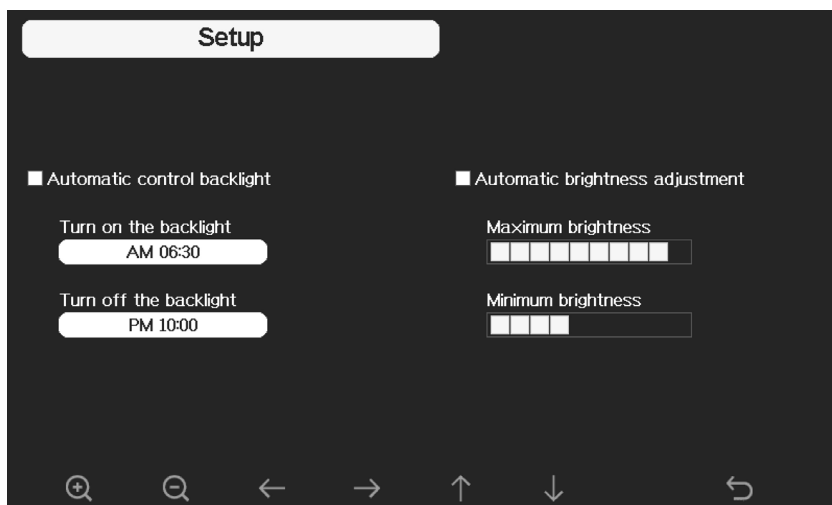 Setup
Automatic control backlight
Turn on the backlight
AM 06:30
Turn off the backlight
PM 10:00
Automatic brightness adjustment
Maximum brightness
Minimum brightness